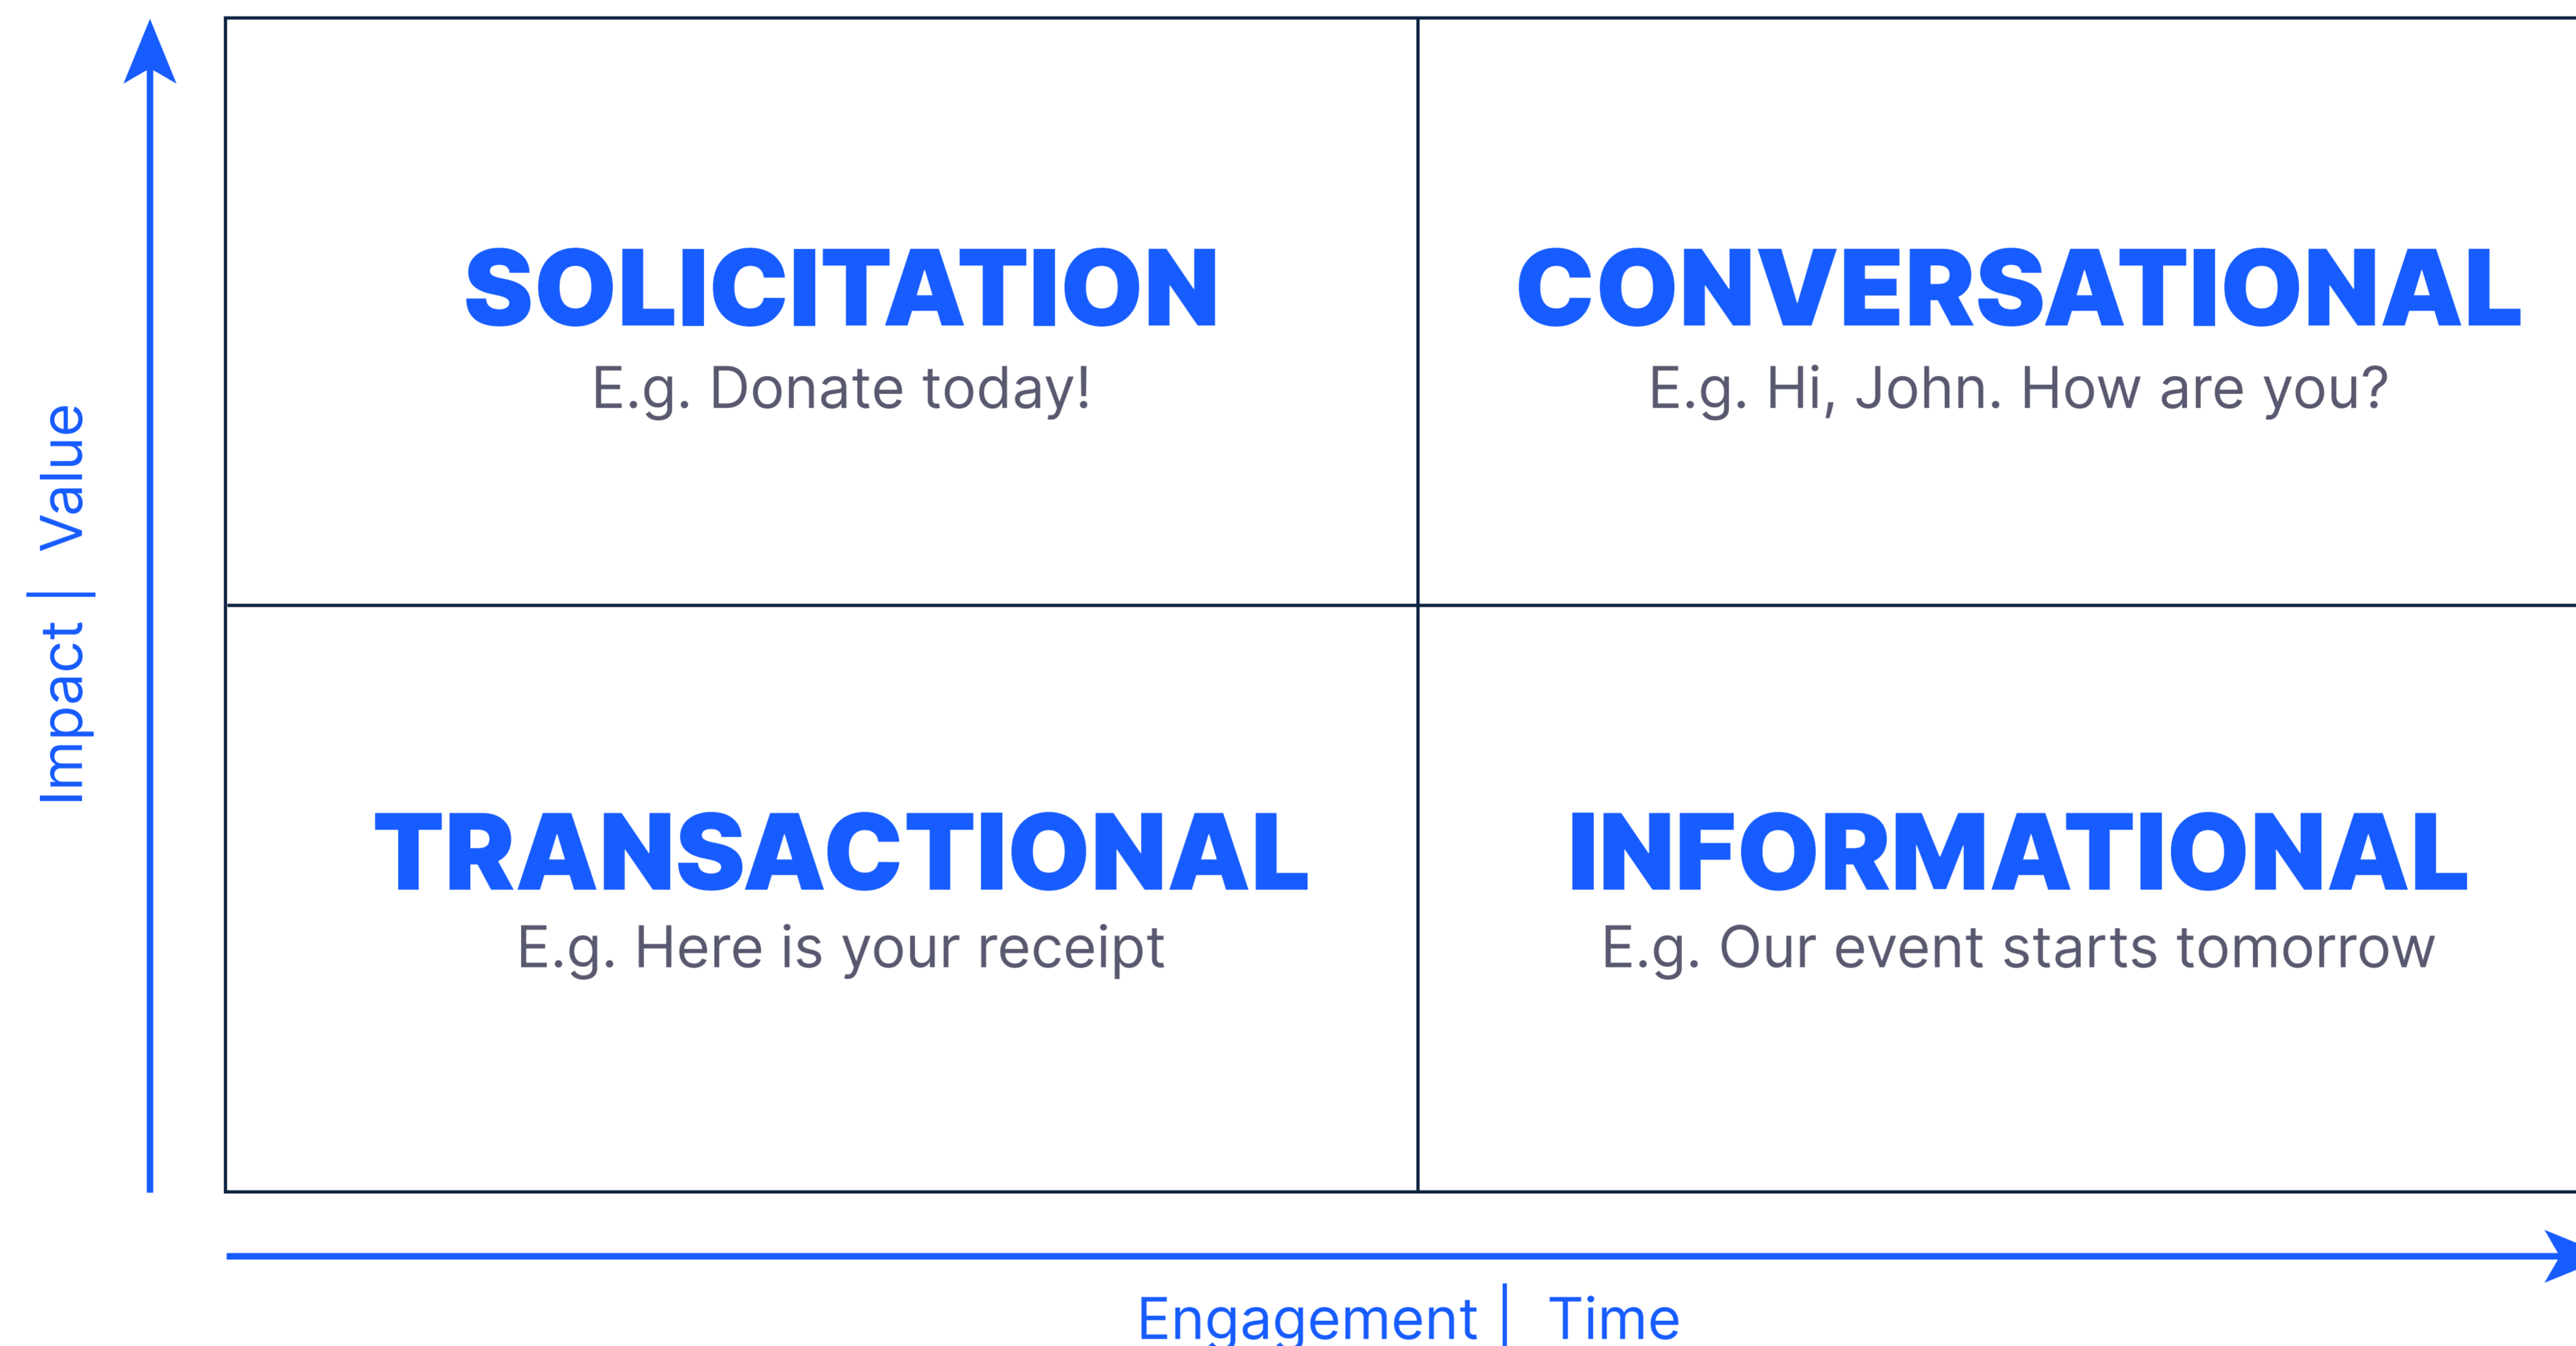 SOLICITATION
E.g. Donate today!
CONVERSATIONAL
E.g. Hi, John. How are you?
Impact | Value
TRANSACTIONAL
E.g. Here is your receipt
INFORMATIONAL
E.g. Our event starts tomorrow
Engagement | Time